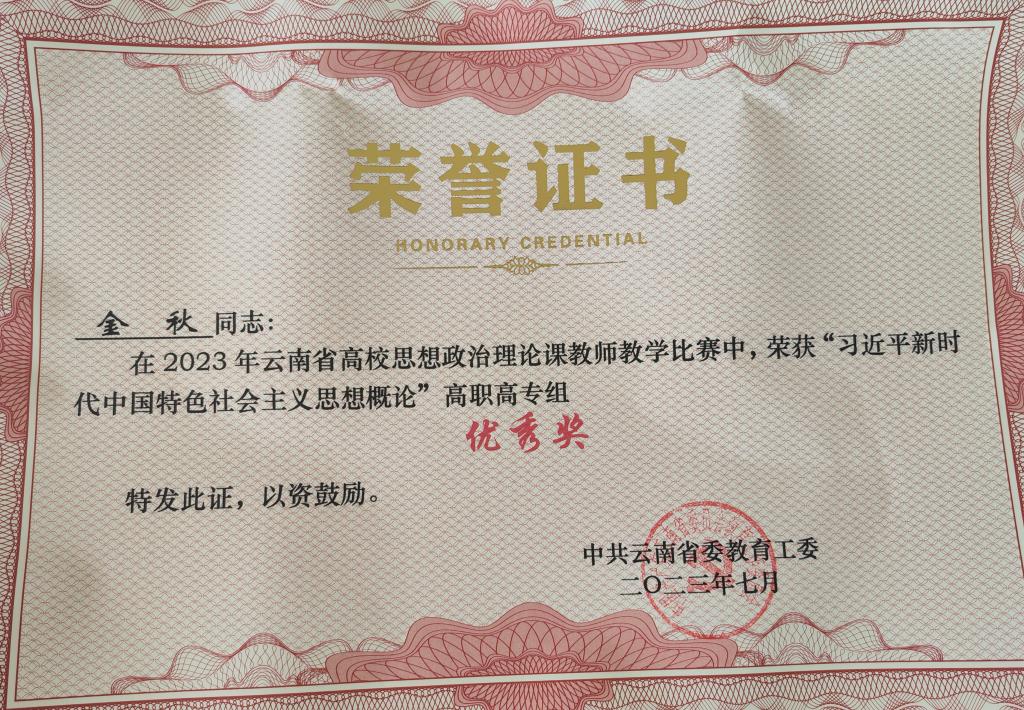 荣誉证书
HONORARY CREDENTIAL
金 秋 同志：
在 2023 年云南省高校思想政治理论课教师教学比赛中，荣获“习近平新时
代中国特色社会主义思想概论”高职高专组
优秀奖
特发此证，以资鼓励。
中共云南省委教育工委
二〇二三年七月